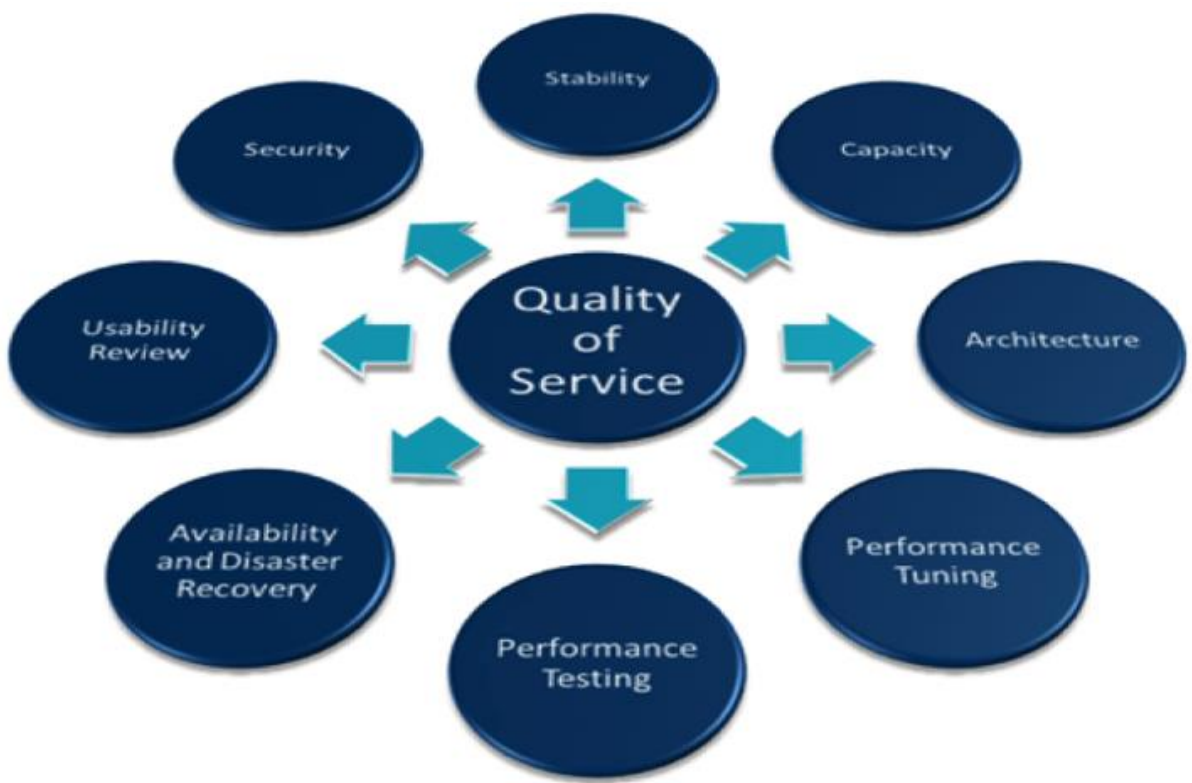 Stability
Security
Capacity
Quality
of
Service
Usability
Review
Architecture
Availability
and Disaster
Recovery
Performance
Tuning
Performance
Testing